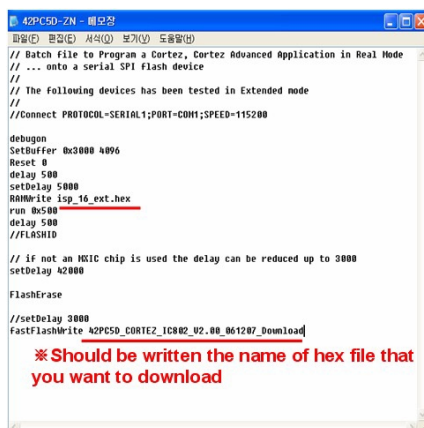 42PC5D-ZN - 메모장
파일(F) 편집(E) 서식(O) 보기(V) 도움말(H)
// Batch file to Program a Cortez, Cortez Advanced Application in Real Mode
// ... onto a serial SPI flash device
//
// The following devices has been tested in Extended mode
//
//Connect PROTOCOL=SERIAL1;PORT=COM1;SPEED=115200
debugon
SetBuffer 0x3000 4096
Reset 0
delay 500
setDelay 5000
RAMWrite isp_16_ext.hex
run 0x500
delay 500
//FLASHID
// if not an MXIC chip is used the delay can be reduced up to 3000
setDelay 42000
FlashErase
//setDelay 3000
fastFlashWrite 42PC5D_CORTEZ_IC802_V2.00_061207_Download
※Should be written the name of hex file that
you want to download